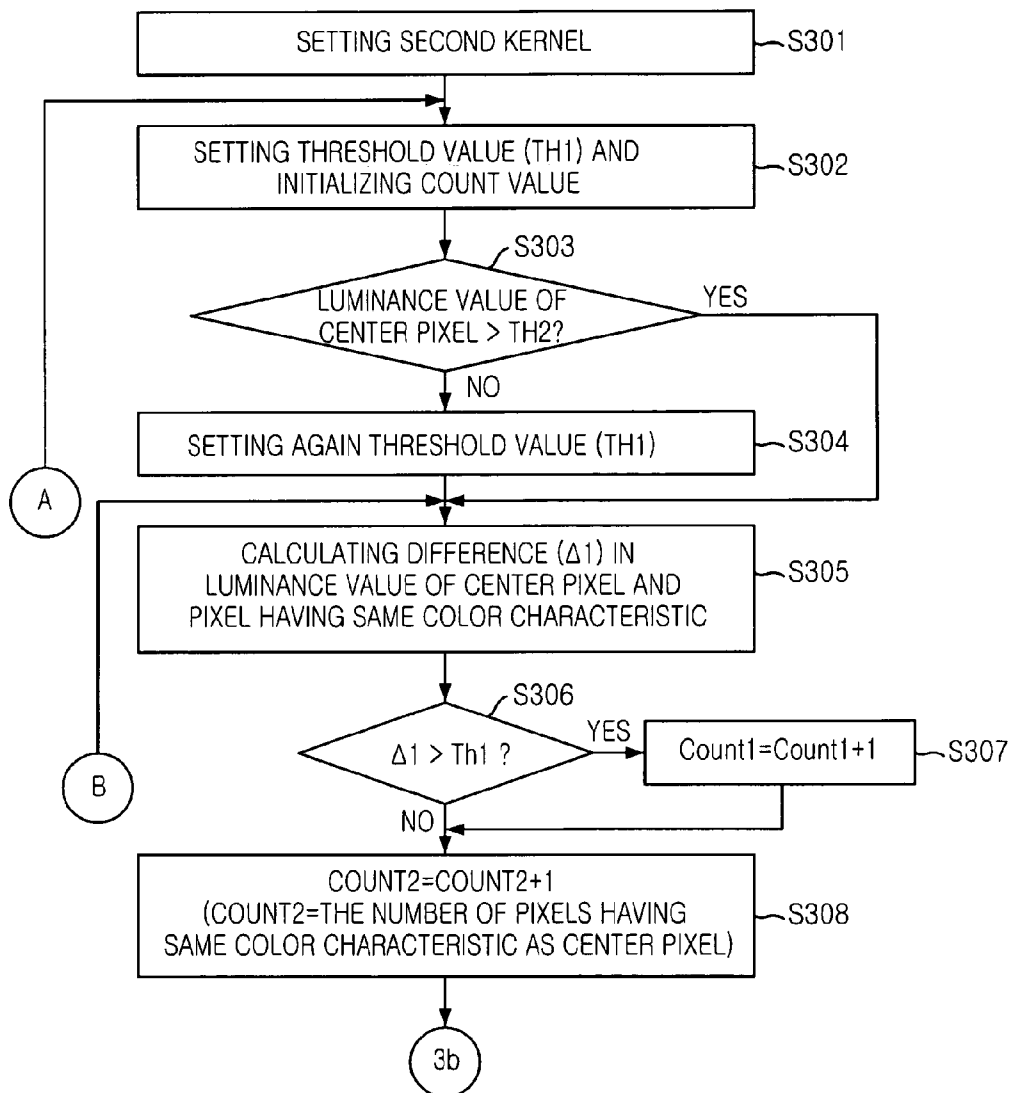 SETTING SECOND KERNEL
S301
SETTING THRESHOLD VALUE (TH1) AND
INITIALIZING COUNT VALUE
S302
S303
LUMINANCE VALUE OF
CENTER PIXEL > TH2?
YES
NO
SETTING AGAIN THRESHOLD VALUE (TH1)
S304
A
CALCULATING DIFFERENCE (Δ1) IN
LUMINANCE VALUE OF CENTER PIXEL AND
PIXEL HAVING SAME COLOR CHARACTERISTIC
S305
S306
Δ1 > Th1 ?
YES
Count1=Count1+1
S307
B
NO
COUNT2=COUNT2+1
(COUNT2=THE NUMBER OF PIXELS HAVING
SAME COLOR CHARACTERISTIC AS CENTER PIXEL)
S308
3b